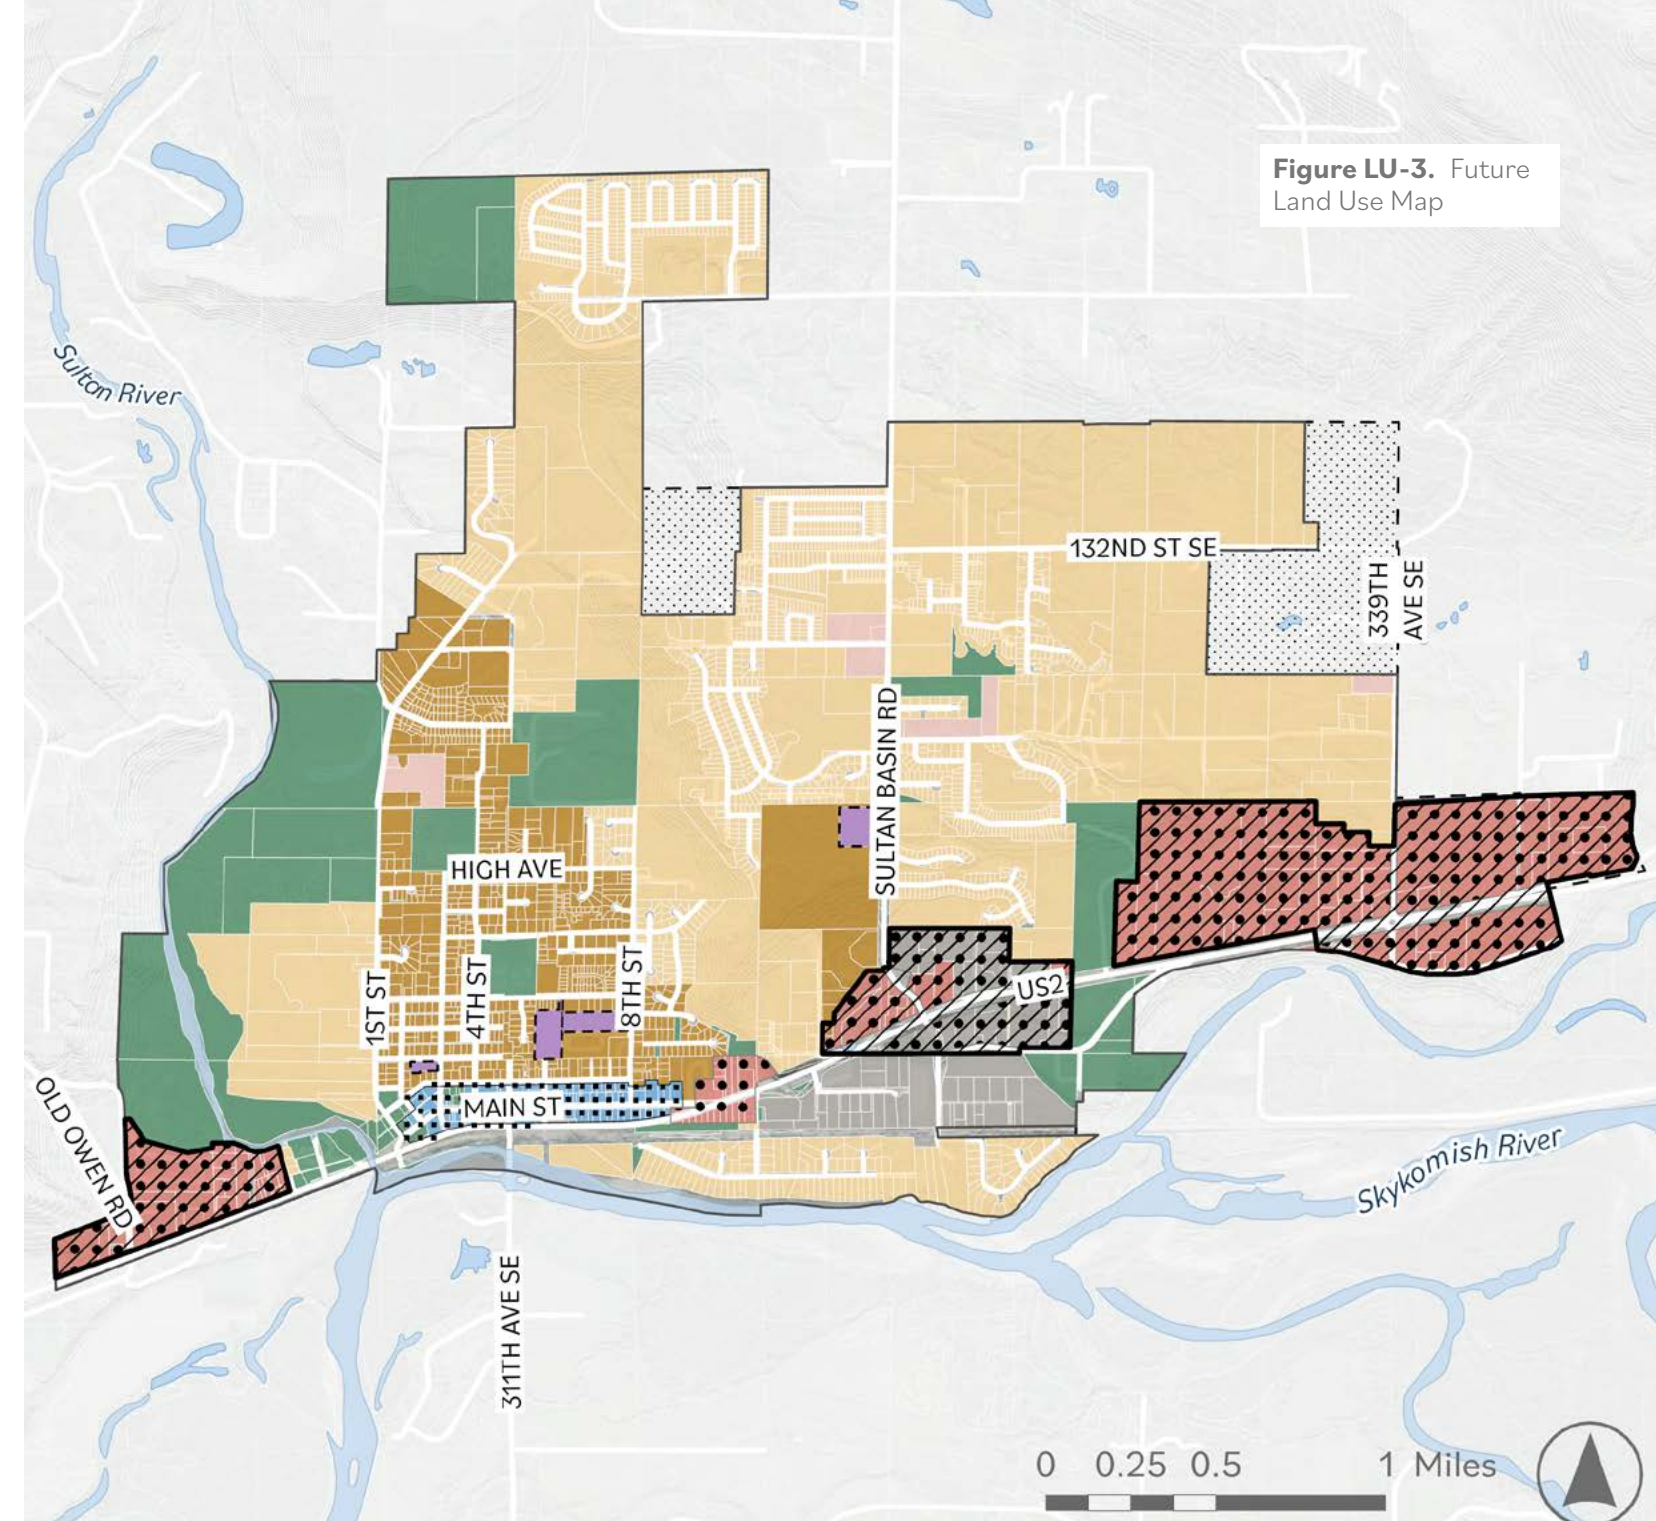 Figure LU-3. Future
Land Use Map
Sultan River
132ND ST SE
339TH
AVE SE
SULTAN BASIN RD
HIGH AVE
1ST ST
4TH ST
8TH ST
US2
MAIN ST
OLD OWEN RD
Skykomish River
311TH AVE SE
0 0.25 0.5 1 Miles